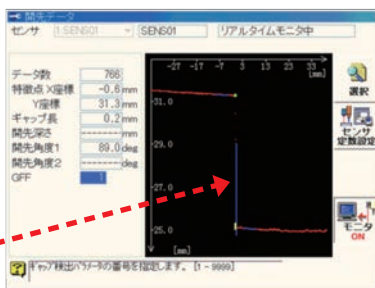 開先データ
センサ 1:SENS01 SENS01 リアルタイムモニタ中
データ数 766
特徴点 X座標 -0.6 mm
Y座標 31.3 mm
ギャップ長 0.2 mm
開先深さ ------ mm
開先角度1 89.0 deg
開先角度2 ------ deg
GFF 1
-27 -17 -7 3 13 23 33
[mm]
-31.0
-29.0
-27.0
-25.0
[mm]
選択
センサ
定数設定
モニタ
ON
ギャップ検出パラメータの番号を指定します。 [1 - 9999]